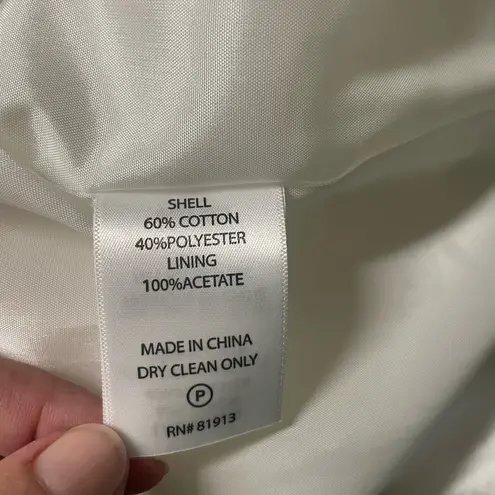 SHELL
60% COTTON
40%POLYESTER
LINING
100%ACETATE
MADE IN CHINA
DRY CLEAN ONLY
P
RN# 81913